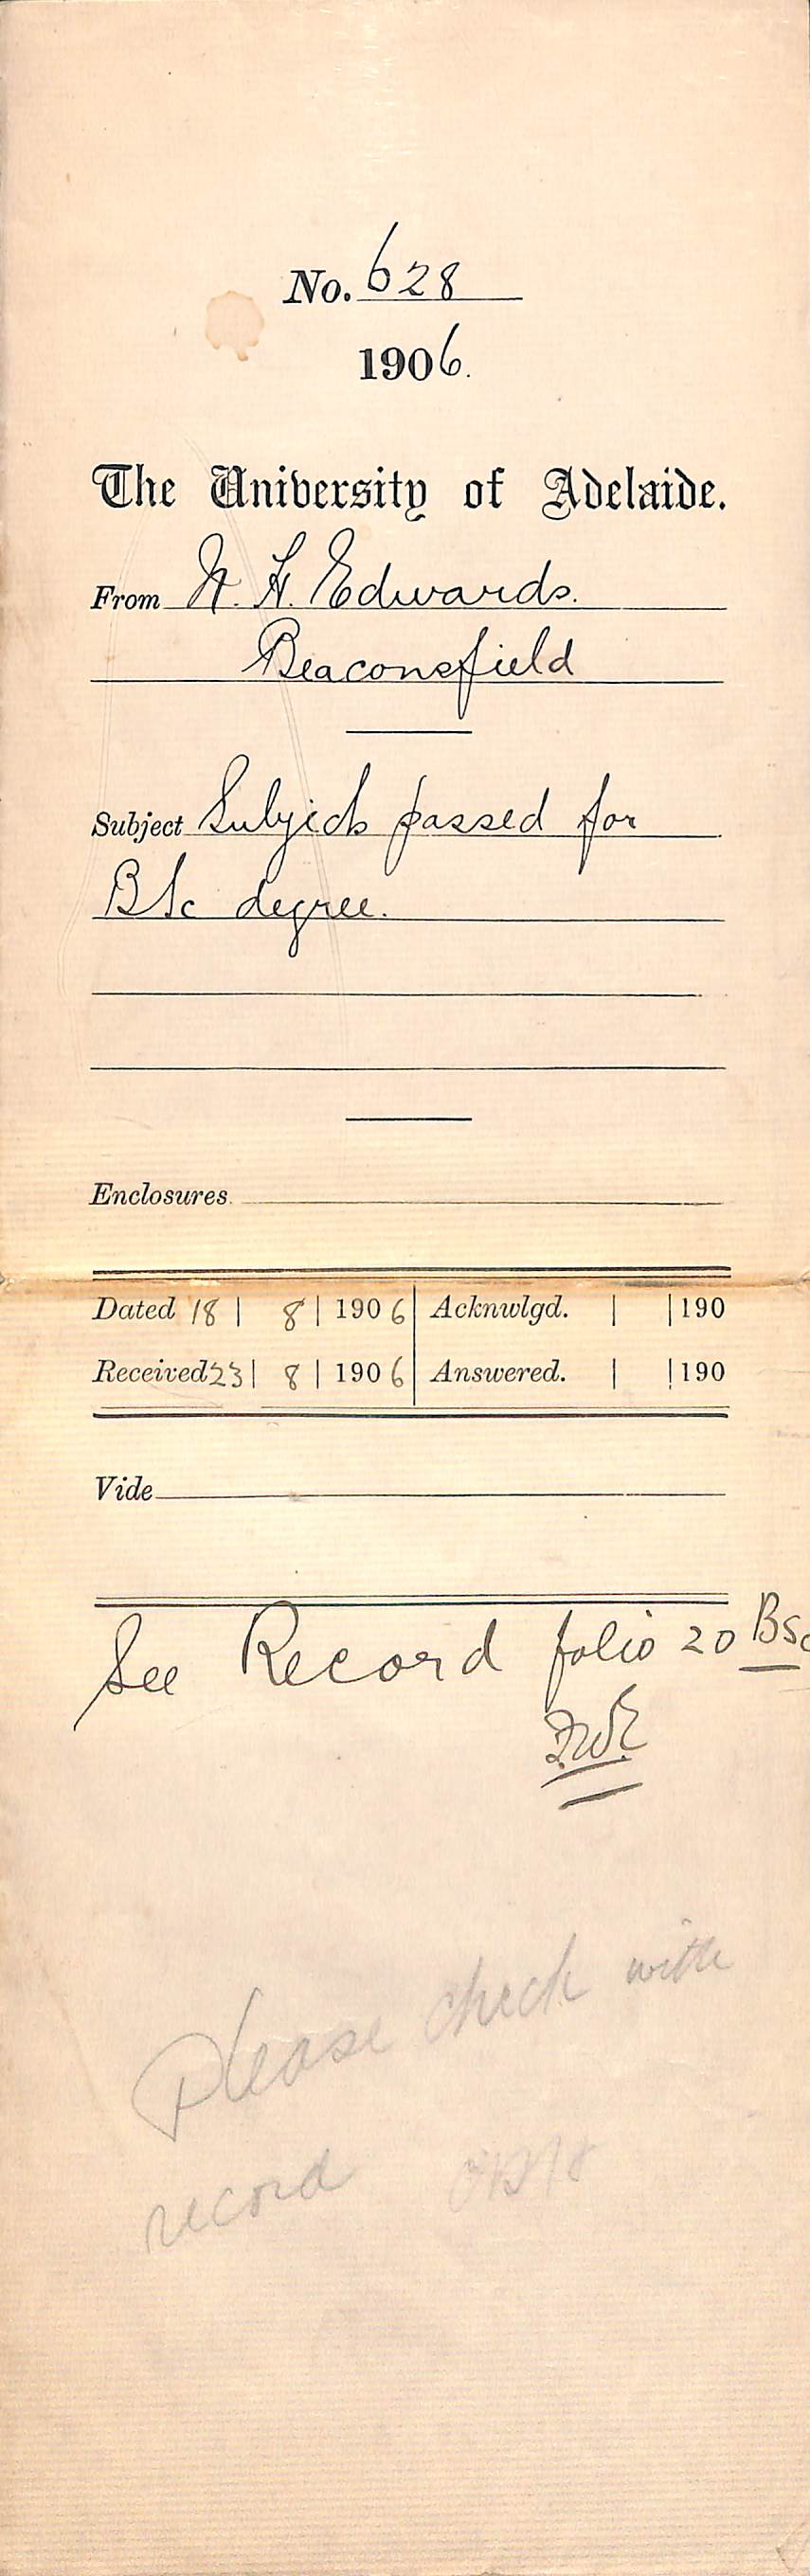 No. 628
1906.
The University of Adelaide.
From H. Edwards.
Beaconsfield
Subject Subjects passed for
BSc degree.
Enclosures
Dated 18 | 8 | 1906 Acknwlgd. | | 190
Received 23 | 8 | 1906 Answered. | | 190
Vide
See Record folio 20 BSc
Please check with
record